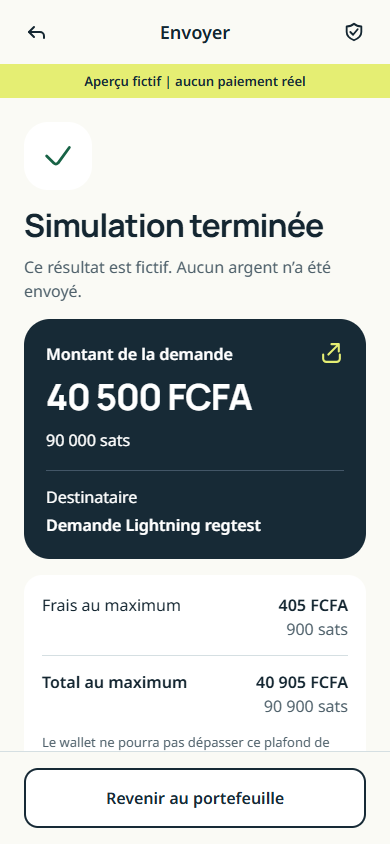 Envoyer
Aperçu fictif | aucun paiement réel
Simulation terminée
Ce résultat est fictif. Aucun argent n’a été
envoyé.
Montant de la demande
40 500 FCFA
90 000 sats
Destinataire
Demande Lightning regtest
Frais au maximum 405 FCFA
900 sats
Total au maximum 40 905 FCFA
90 900 sats
Le wallet ne pourra pas dépasser ce plafond de
Revenir au portefeuille